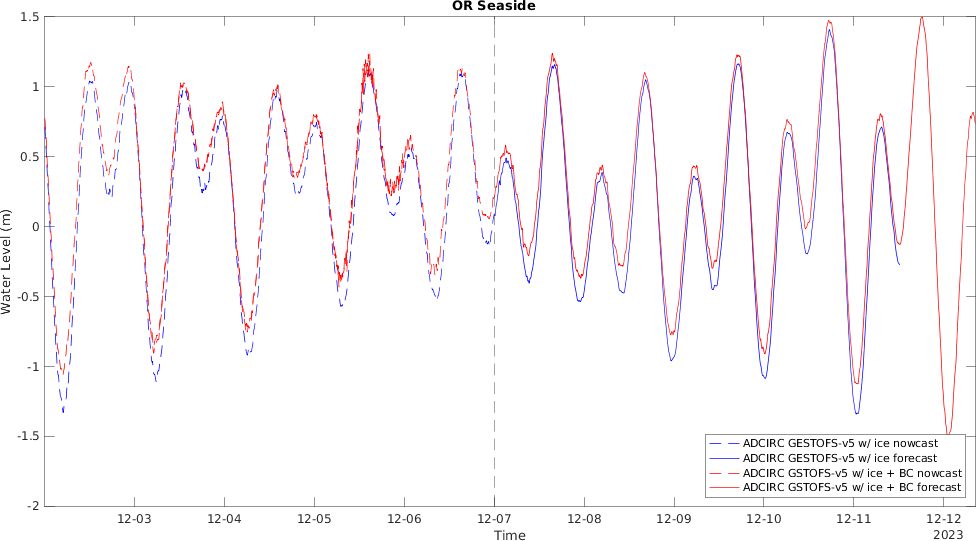 OR Seaside
1.5
1
0.5
0
-0.5
-1
-1.5
-2
Water Level (m)
12-03
12-04
12-05
12-06
12-07
12-08
12-09
12-10
12-11
12-12
2023
Time
ADCIRC GESTOFS-v5 w/ ice nowcast
ADCIRC GESTOFS-v5 w/ ice forecast
ADCIRC GSTOFS-v5 w/ ice + BC nowcast
ADCIRC GSTOFS-v5 w/ ice + BC forecast